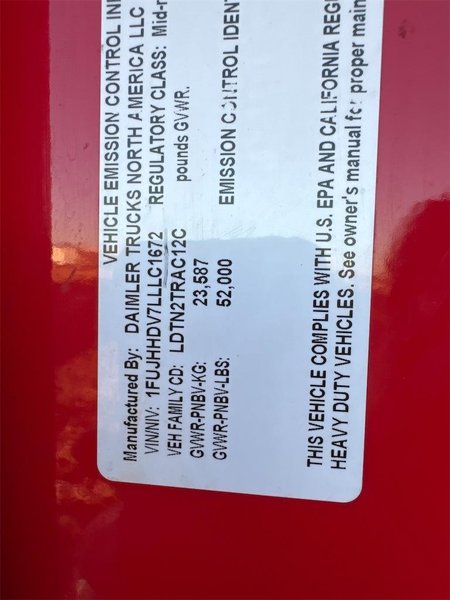 VEHICLE EMISSION CONTROL IN
Manufactured By: DAIMLER TRUCKS NORTH AMERICA LLC
VIN/NIV: 1FUJHHDV7LLLC1672 REGULATORY CLASS: Mid-r
VEH FAMILY CD: LDTN2TRAC12C pounds GVWR.
GVWR-PNBV-KG: 23,587
GVWR-PNBV-LBS: 52,000 EMISSION CONTROL IDENT
THIS VEHICLE COMPLIES WITH U.S. EPA AND CALIFORNIA REG
HEAVY DUTY VEHICLES. See owner's manual for proper main